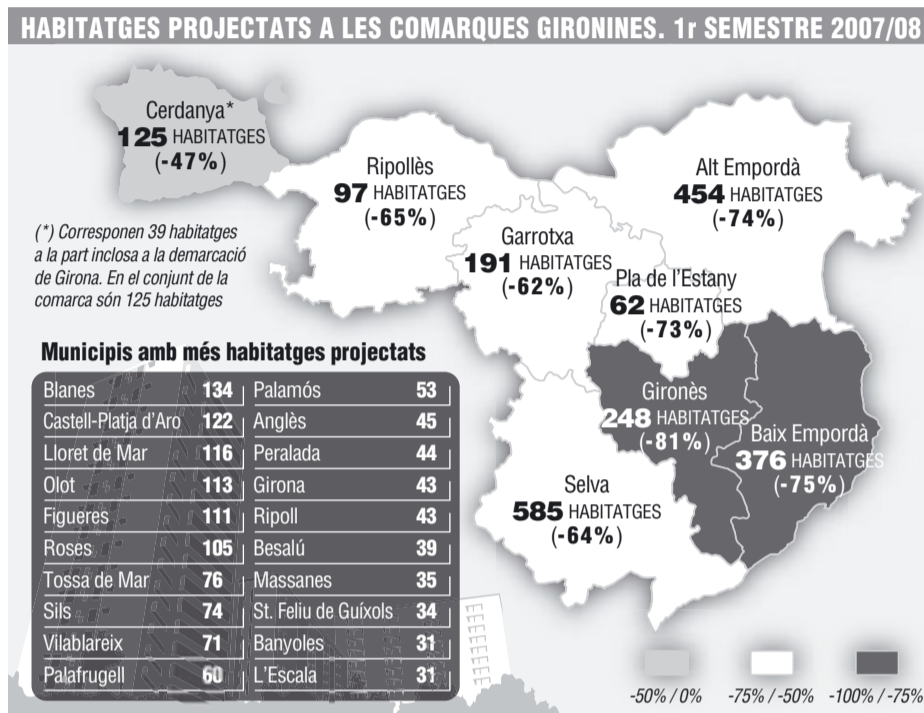 HABITATGES PROJECTATS A LES COMARQUES GIRONINES. 1r SEMESTRE 2007/08
Cerdanya*
125 HABITATGES
(-47%)
Ripollès
97 HABITATGES
(-65%)
Alt Empordà
454 HABITATGES
(-74%)
(*) Corresponen 39 habitatges
a la part inclosa a la demarcació
de Girona. En el conjunt de la
comarca són 125 habitatges
Garrotxa
191 HABITATGES
(-62%)
Pla de l'Estany
62 HABITATGES
(-73%)
Gironès
248 HABITATGES
(-81%)
Baix Empordà
376 HABITATGES
(-75%)
Selva
585 HABITATGES
(-64%)
Municipis amb més habitatges projectats
Blanes 134 Palamós 53
Castell-Platja d'Aro 122 Anglès 45
Lloret de Mar 116 Peralada 44
Olot 113 Girona 43
Figueres 111 Ripoll 43
Roses 105 Besalú 39
Tossa de Mar 76 Massanes 35
Sils 74 St. Feliu de Guíxols 34
Vilablareix 71 Banyoles 31
Palafrugell 60 L'Escala 31
-50% / 0% -75% / -50% -100% / -75%